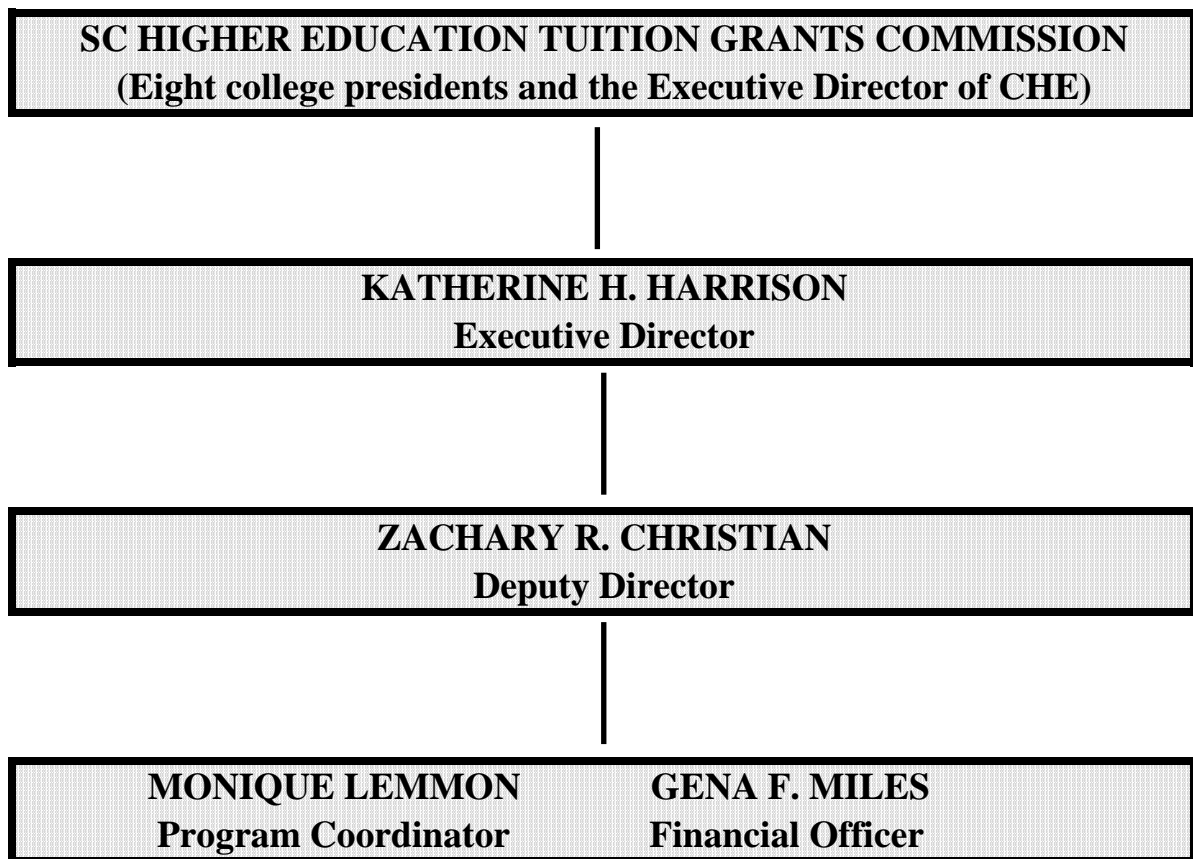 SC HIGHER EDUCATION TUITION GRANTS COMMISSION
(Eight college presidents and the Executive Director of CHE)
KATHERINE H. HARRISON
Executive Director
ZACHARY R. CHRISTIAN
Deputy Director
MONIQUE LEMMON GENA F. MILES
Program Coordinator Financial Officer